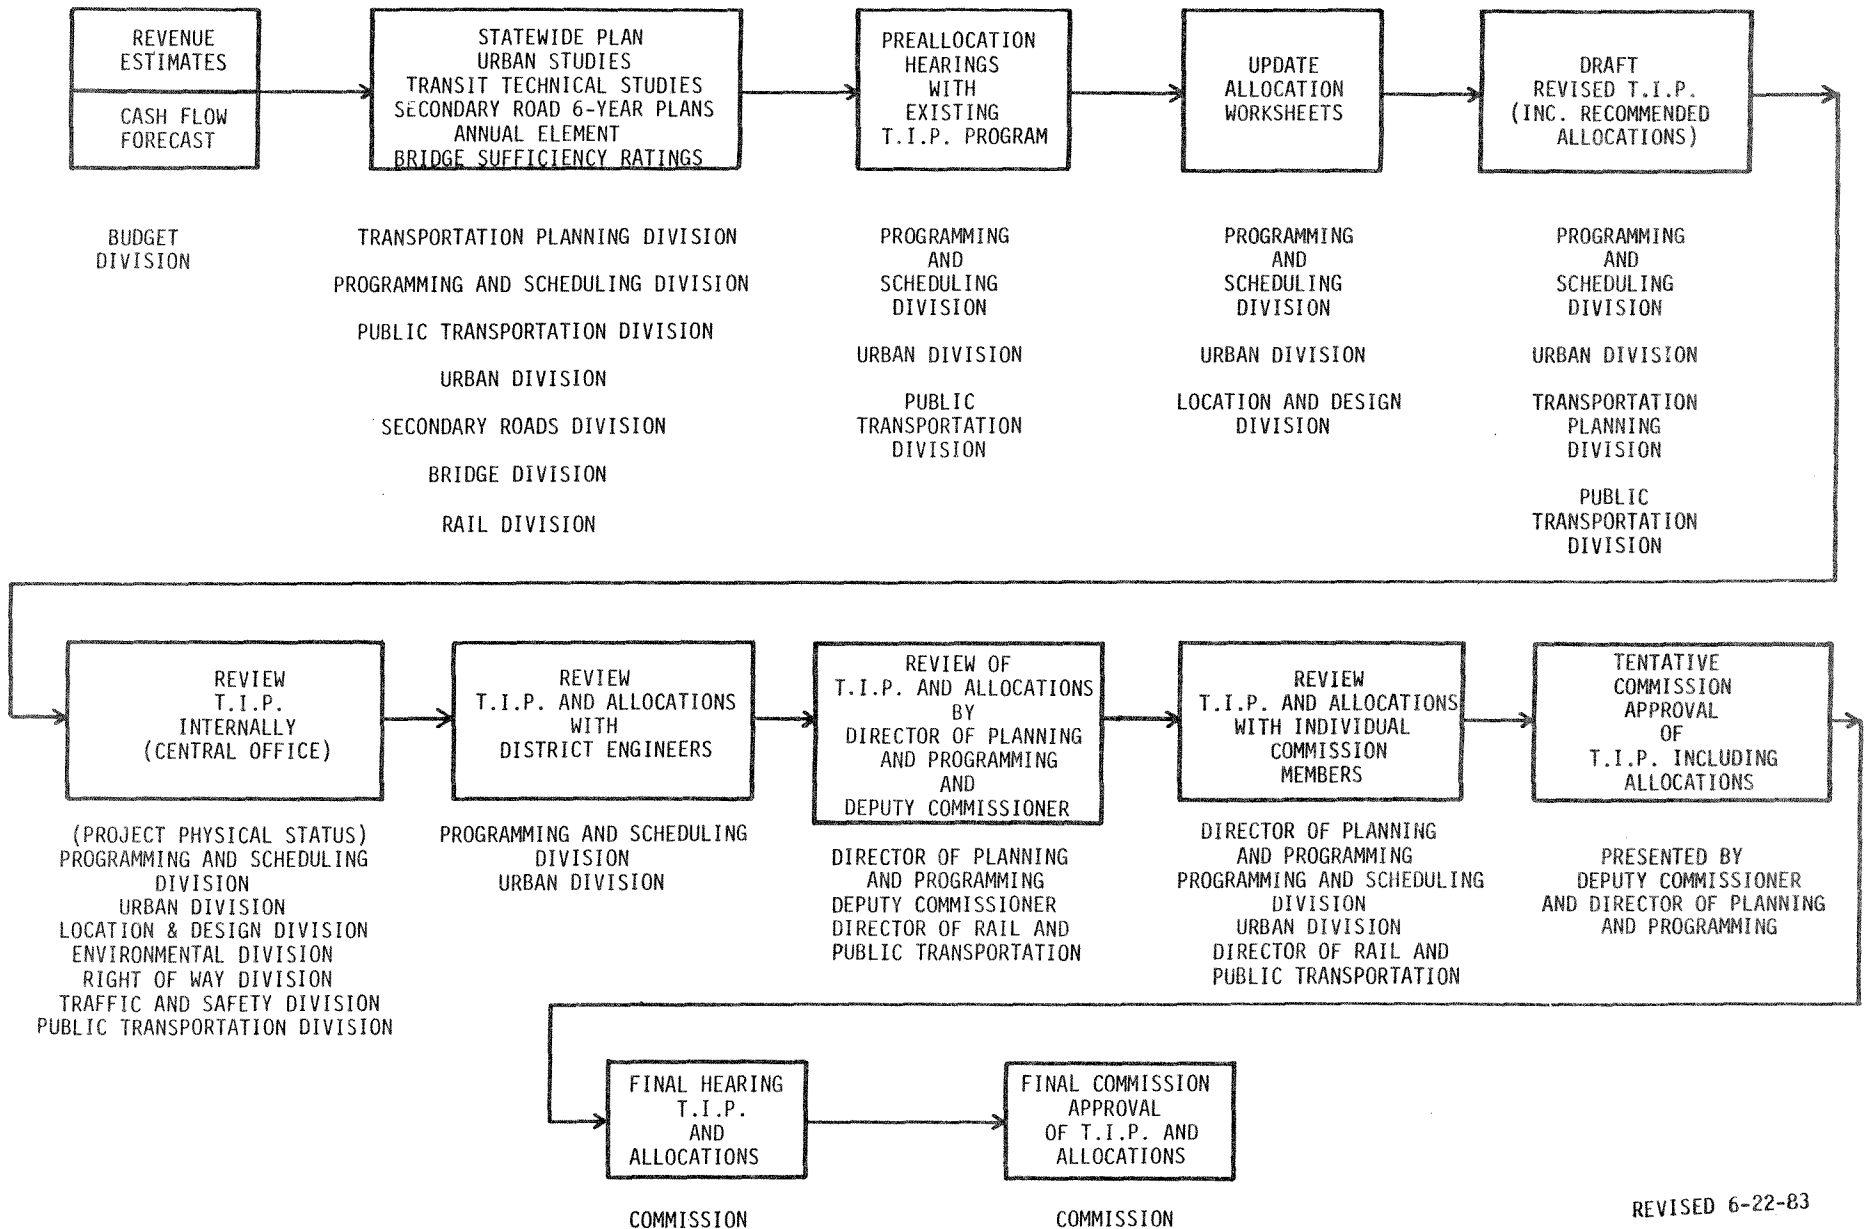 REVENUE
ESTIMATES
CASH FLOW
FORECAST
STATEWIDE PLAN
URBAN STUDIES
TRANSIT TECHNICAL STUDIES
SECONDARY ROAD 6-YEAR PLANS
ANNUAL ELEMENT
BRIDGE SUFFICIENCY RATINGS
PREALLOCATION
HEARINGS
WITH
EXISTING
T.I.P. PROGRAM
UPDATE
ALLOCATION
WORKSHEETS
DRAFT
REVISED T.I.P.
(INC. RECOMMENDED
ALLOCATIONS)
BUDGET
DIVISION
TRANSPORTATION PLANNING DIVISION
PROGRAMMING AND SCHEDULING DIVISION
PUBLIC TRANSPORTATION DIVISION
URBAN DIVISION
SECONDARY ROADS DIVISION
BRIDGE DIVISION
RAIL DIVISION
PROGRAMMING
AND
SCHEDULING
DIVISION
URBAN DIVISION
PUBLIC
TRANSPORTATION
DIVISION
PROGRAMMING
AND
SCHEDULING
DIVISION
URBAN DIVISION
LOCATION AND DESIGN
DIVISION
PROGRAMMING
AND
SCHEDULING
DIVISION
URBAN DIVISION
TRANSPORTATION
PLANNING
DIVISION
PUBLIC
TRANSPORTATION
DIVISION
REVIEW
T.I.P.
INTERNALLY
(CENTRAL OFFICE)
REVIEW
T.I.P. AND ALLOCATIONS
WITH
DISTRICT ENGINEERS
REVIEW OF
T.I.P. AND ALLOCATIONS
BY
DIRECTOR OF PLANNING
AND PROGRAMMING
AND
DEPUTY COMMISSIONER
REVIEW
T.I.P. AND ALLOCATIONS
WITH INDIVIDUAL
COMMISSION
MEMBERS
TENTATIVE
COMMISSION
APPROVAL
OF
T.I.P. INCLUDING
ALLOCATIONS
(PROJECT PHYSICAL STATUS)
PROGRAMMING AND SCHEDULING
DIVISION
URBAN DIVISION
LOCATION & DESIGN DIVISION
ENVIRONMENTAL DIVISION
RIGHT OF WAY DIVISION
TRAFFIC AND SAFETY DIVISION
PUBLIC TRANSPORTATION DIVISION
PROGRAMMING AND SCHEDULING
DIVISION
URBAN DIVISION
DIRECTOR OF PLANNING
AND PROGRAMMING
DEPUTY COMMISSIONER
DIRECTOR OF RAIL AND
PUBLIC TRANSPORTATION
DIRECTOR OF PLANNING
AND PROGRAMMING
PROGRAMMING AND SCHEDULING
DIVISION
URBAN DIVISION
DIRECTOR OF RAIL AND
PUBLIC TRANSPORTATION
PRESENTED BY
DEPUTY COMMISSIONER
AND DIRECTOR OF PLANNING
AND PROGRAMMING
FINAL HEARING
T.I.P.
AND
ALLOCATIONS
FINAL COMMISSION
APPROVAL
OF T.I.P. AND
ALLOCATIONS
COMMISSION
COMMISSION
REVISED 6-22-83